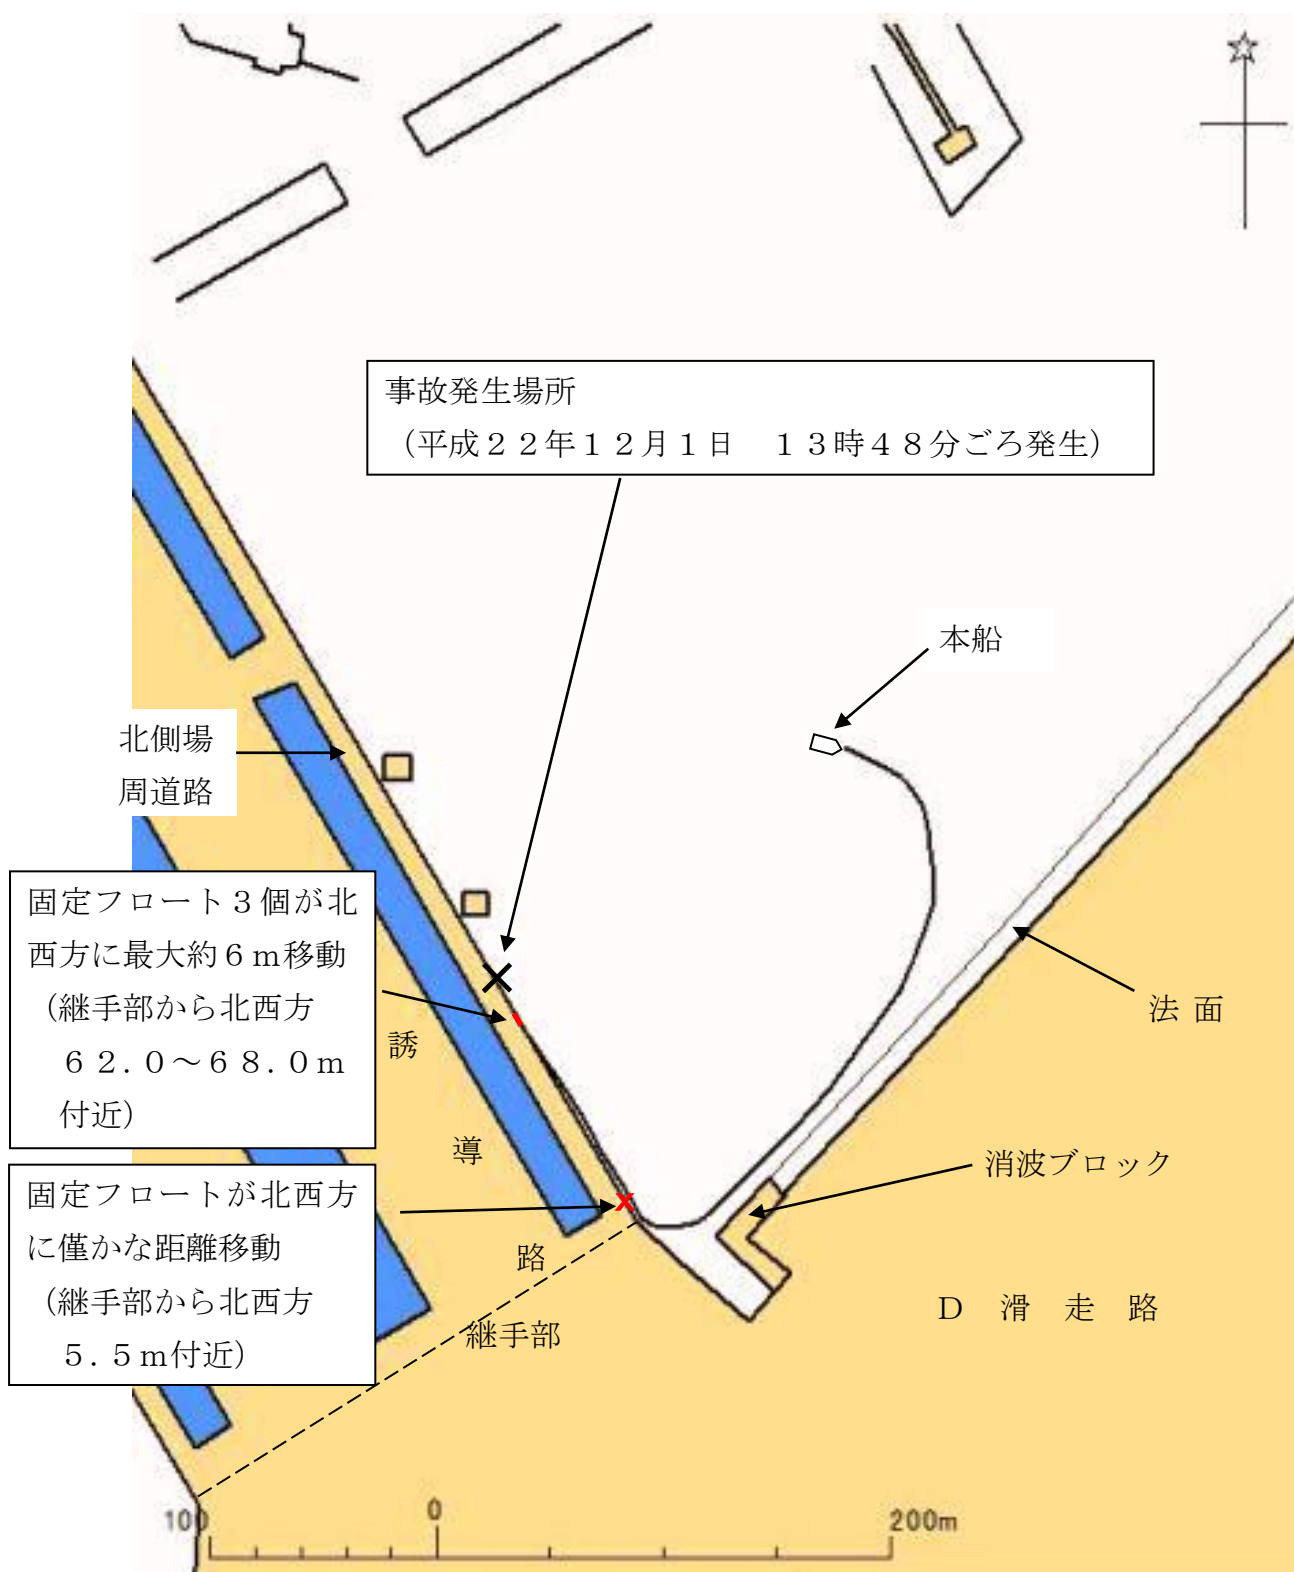 事故発生場所
（平成２２年１２月１日　１３時４８分ごろ発生）
本船
北側場
周道路
固定フロート３個が北
西方に最大約６ｍ移動
（継手部から北西方
６２.０～６８.０ｍ
付近）
法 面
誘
導
路
消波ブロック
固定フロートが北西方
に僅かな距離移動
（継手部から北西方
５.５ｍ付近）
継手部
Ｄ 滑 走 路
100
0
200m